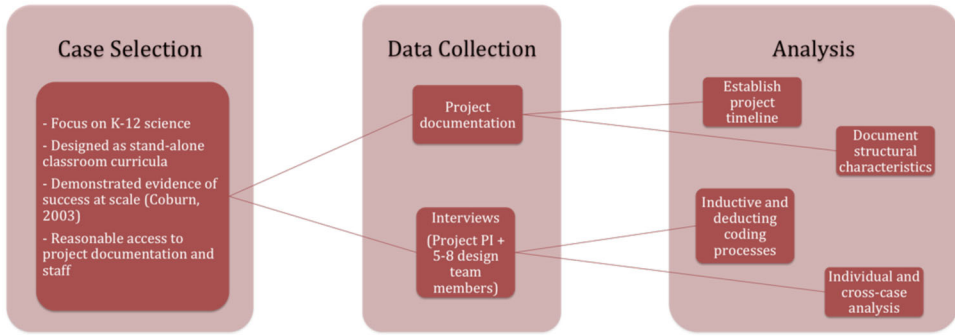 Case Selection
- Focus on K-12 science
- Designed as stand-alone
classroom curricula
- Demonstrated evidence of
success at scale (Coburn,
2003)
- Reasonable access to
project documentation and
staff
Data Collection
Project
documentation
Interviews
(Project PI +
5-8 design team
members)
Analysis
Establish
project
timeline
Document
structural
characteristics
Inductive and
deducting
coding
processes
Individual and
cross-case
analysis